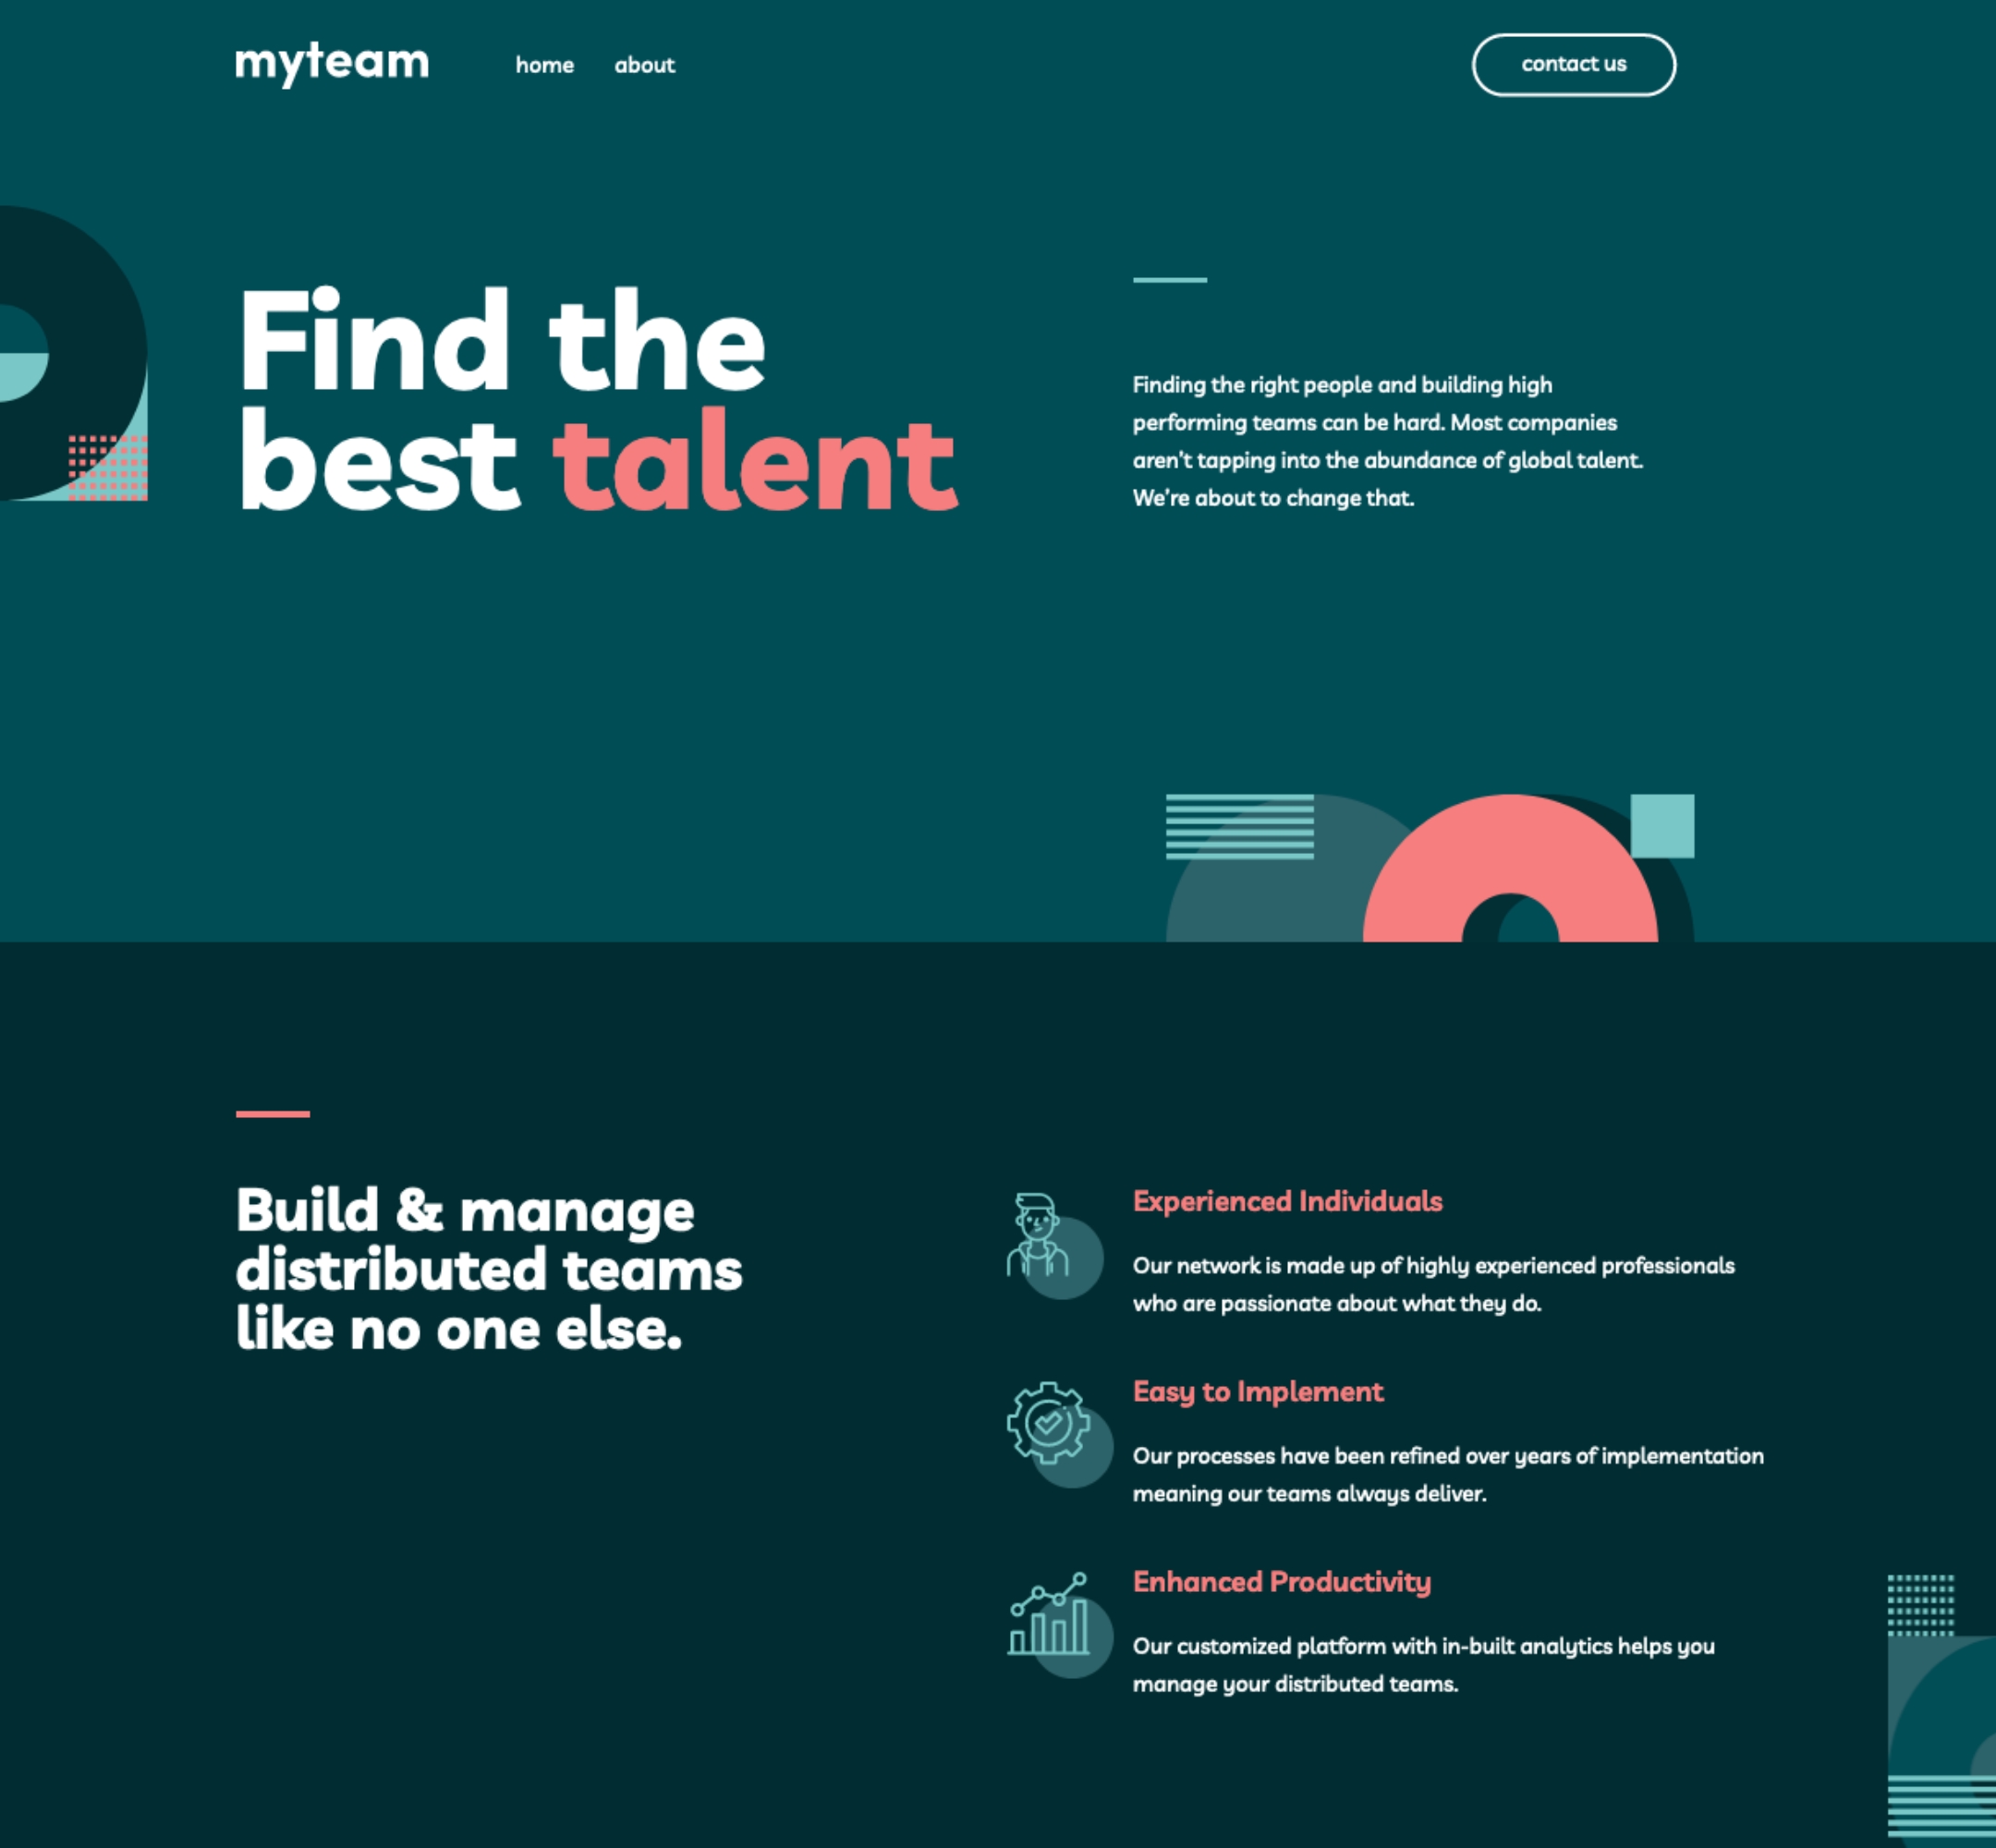 myteam
home
about
contact us
Find the
best talent
Finding the right people and building high
performing teams can be hard. Most companies
aren't tapping into the abundance of global talent.
We're about to change that.
Build & manage
distributed teams
like no one else.
Experienced Individuals
Our network is made up of highly experienced professionals
who are passionate about what they do.
Easy to Implement
Our processes have been refined over years of implementation
meaning our teams always deliver.
Enhanced Productivity
Our customized platform with in-built analytics helps you
manage your distributed teams.